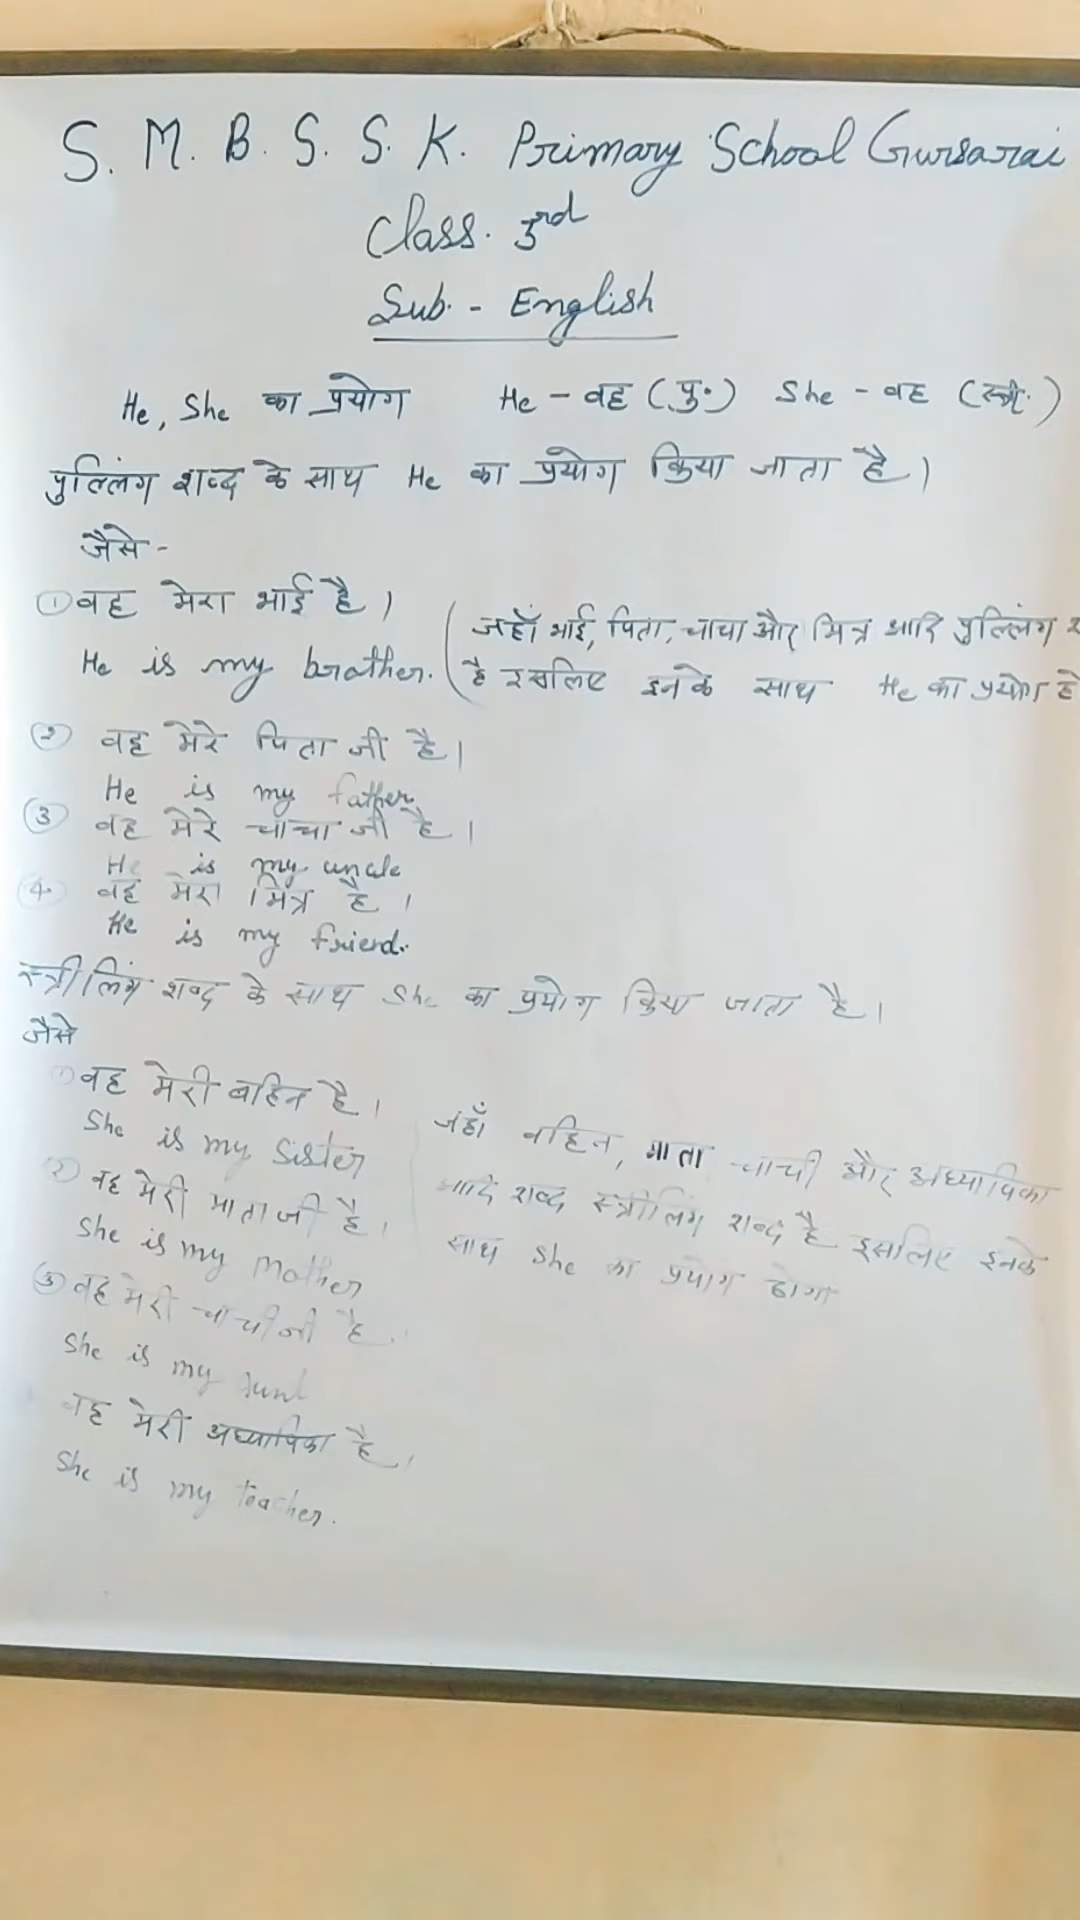 S. M. B. S. S. K. Primary School Gursarai
Class. 3rd
Sub. - English
He, She का प्रयोग He - वह (पु.) She - वह (स्त्री.)
पुल्लिंग शब्द के साथ He का प्रयोग किया जाता है।
जैसे -
① वह मेरा भाई है।
He is my brother.
(जहाँ भाई, पिता, चाचा और मित्र आदि पुल्लिंग
है इसलिए इनके साथ He का प्रयोग
② वह मेरे पिता जी है।
He is my father
③ वह मेरे चाचा जी है।
He is my uncle
④ वह मेरा मित्र है।
He is my friend.
स्त्रीलिंग शब्द के साथ She का प्रयोग किया जाता है।
जैसे
① वह मेरी बहिन है।
She is my Sister
② वह मेरी माता जी है।
She is my Mother
③ वह मेरी चाची जी है
She is my
वह मेरी अध्यापिका है।
She is my teacher.
जहाँ बहिन, माता चाची और अध्यापिका
आदि शब्द स्त्रीलिंग शब्द है इसलिए इनके
साथ She का प्रयोग होगा